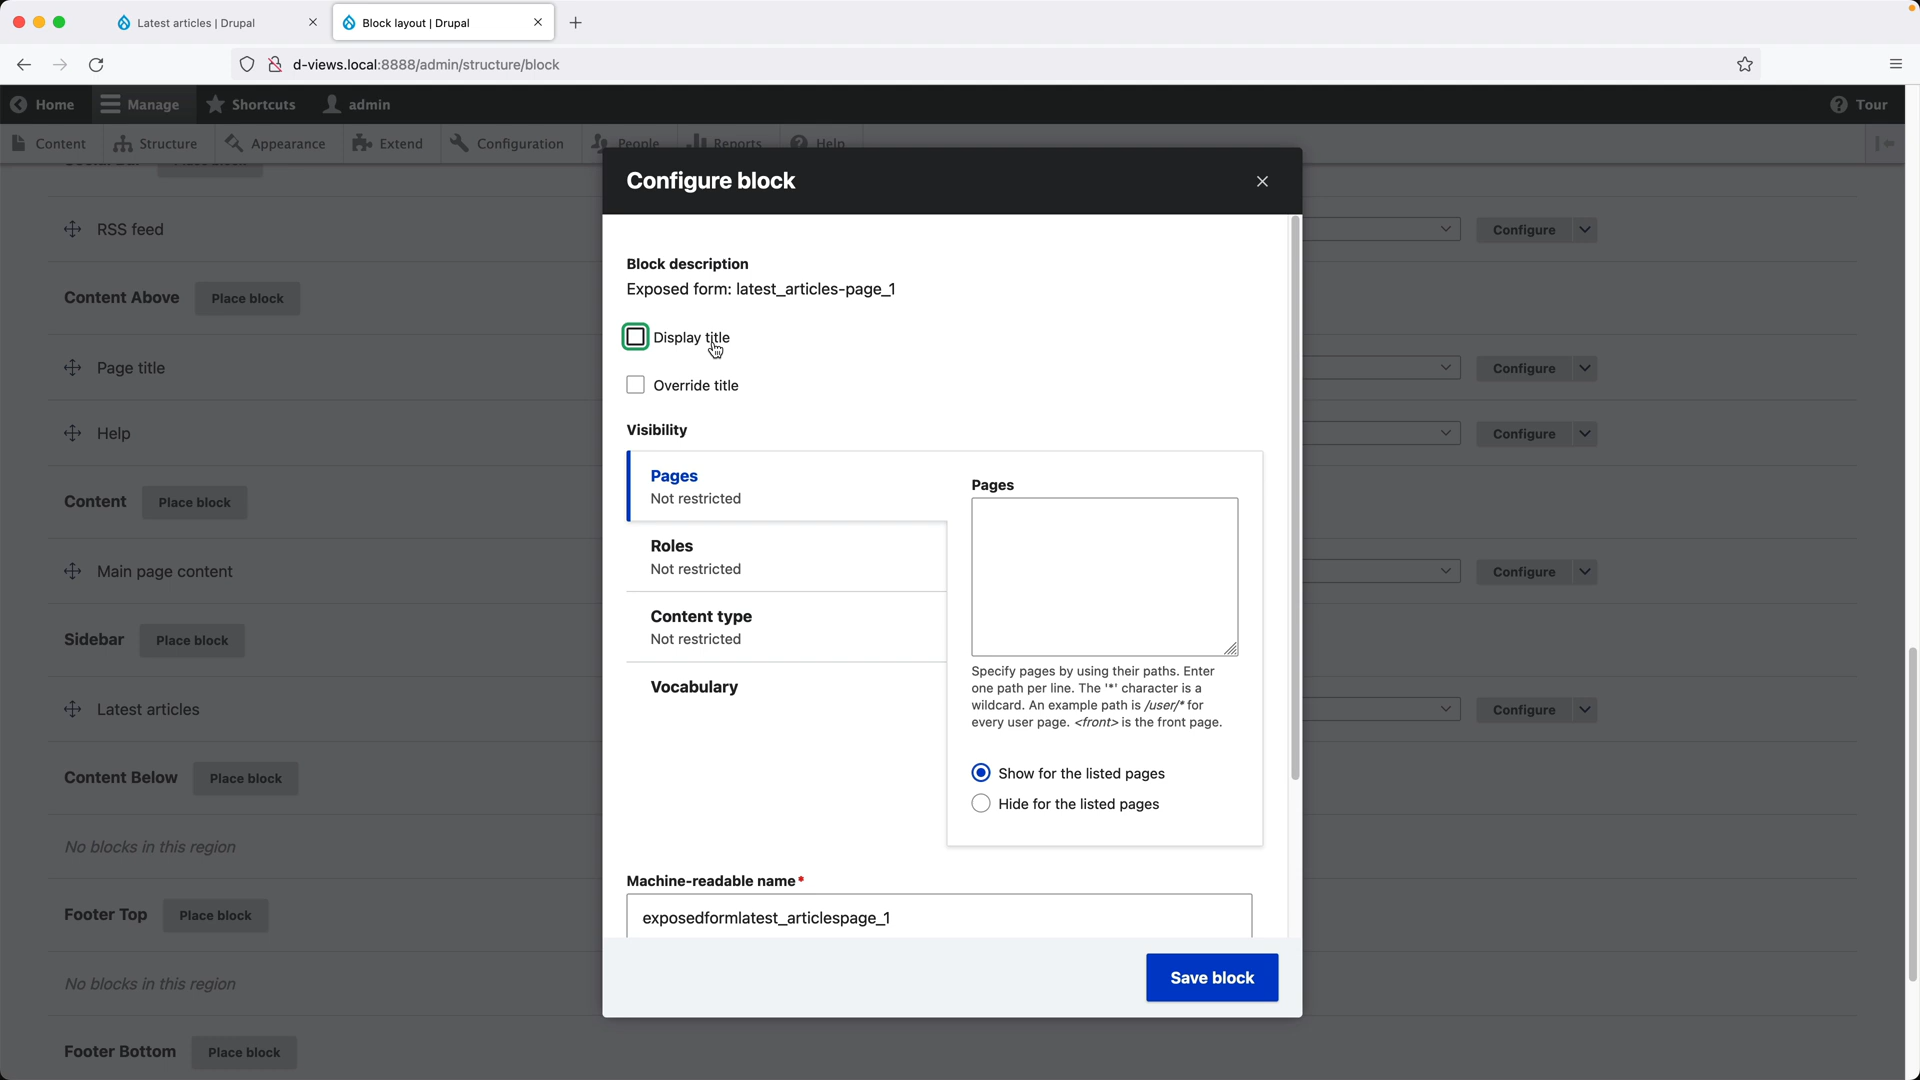 Latest articles | Drupal
Block layout | Drupal
d-views.local:8888/admin/structure/block
Home
Manage
Shortcuts
admin
Tour
Content
Structure
Appearance
Extend
Configuration
People
Reports
Help
RSS feed
Configure
Content Above
Place block
Page title
Configure
Help
Configure
Content
Place block
Main page content
Configure
Sidebar
Place block
Latest articles
Configure
Content Below
Place block
No blocks in this region
Footer Top
Place block
No blocks in this region
Footer Bottom
Place block
Configure block
Block description
Exposed form: latest_articles-page_1
Display title
Override title
Visibility
Pages
Not restricted
Roles
Not restricted
Content type
Not restricted
Vocabulary
Pages
Specify pages by using their paths. Enter
one path per line. The '*' character is a
wildcard. An example path is /user/* for
every user page. <front> is the front page.
Show for the listed pages
Hide for the listed pages
Machine-readable name*
exposedformlatest_articlespage_1
Save block